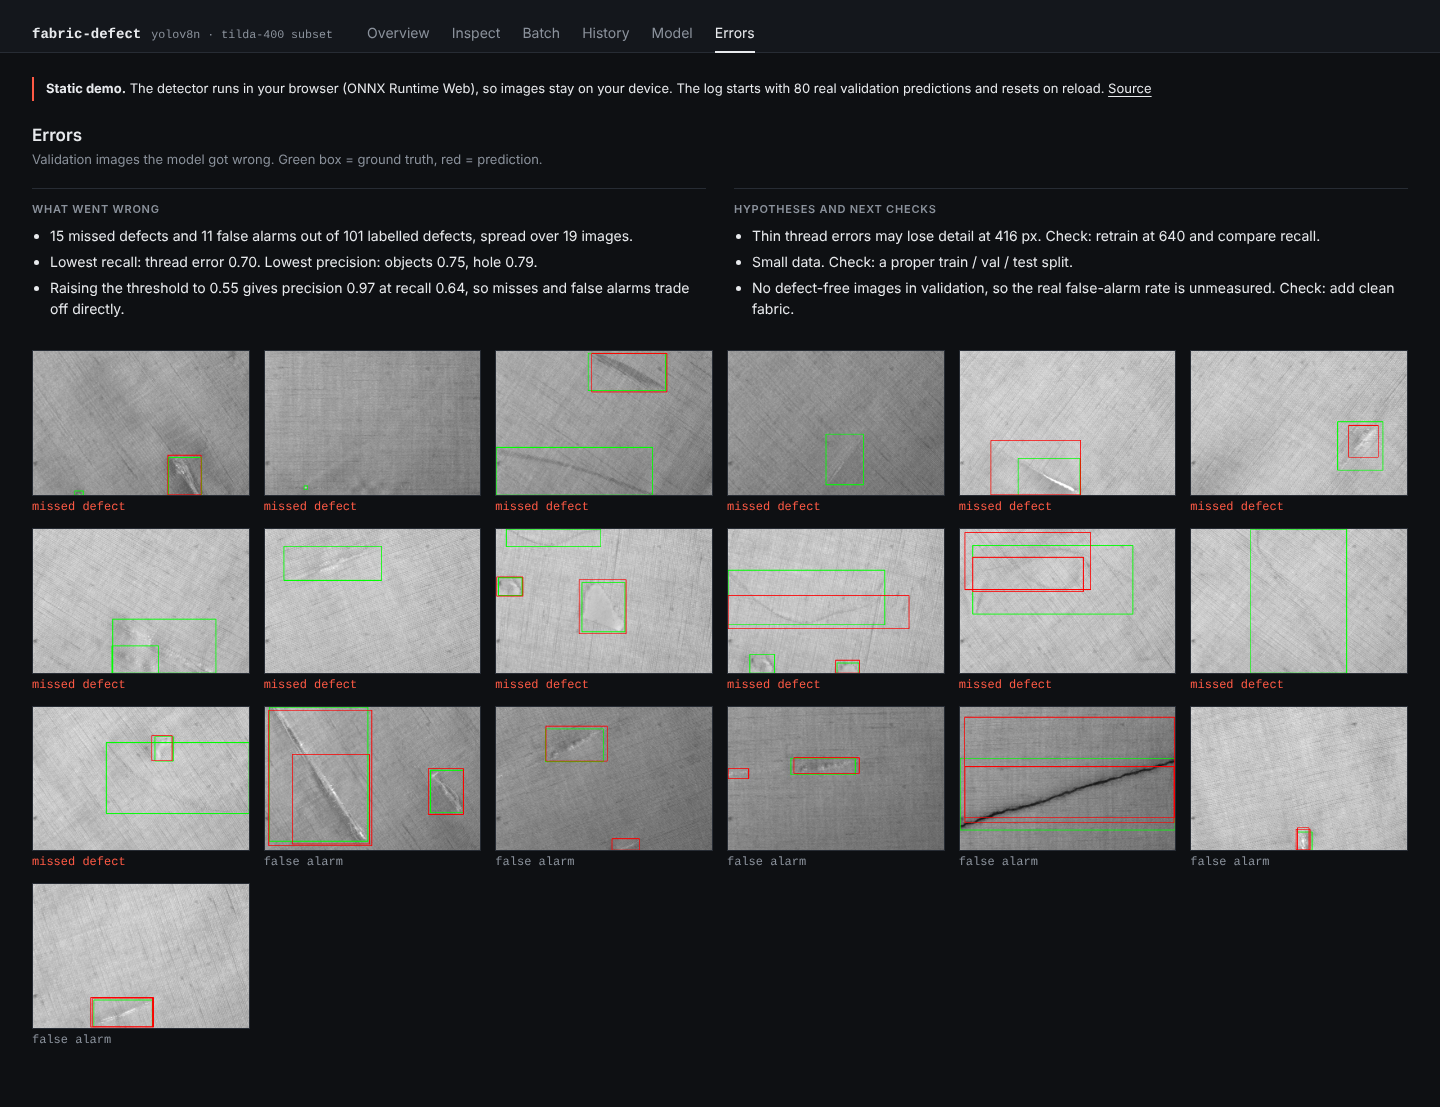 fabric-defect yolov8n · tilda-400 subset Overview Inspect Batch History Model Errors
Static demo. The detector runs in your browser (ONNX Runtime Web), so images stay on your device. The log starts with 80 real validation predictions and resets on reload. Source
Errors
Validation images the model got wrong. Green box = ground truth, red = prediction.
WHAT WENT WRONG
• 15 missed defects and 11 false alarms out of 101 labelled defects, spread over 19 images.
• Lowest recall: thread error 0.70. Lowest precision: objects 0.75, hole 0.79.
• Raising the threshold to 0.55 gives precision 0.97 at recall 0.64, so misses and false alarms trade
off directly.
HYPOTHESES AND NEXT CHECKS
• Thin thread errors may lose detail at 416 px. Check: retrain at 640 and compare recall.
• Small data. Check: a proper train / val / test split.
• No defect-free images in validation, so the real false-alarm rate is unmeasured. Check: add clean
fabric.
missed defect missed defect missed defect missed defect missed defect missed defect
missed defect missed defect missed defect missed defect missed defect missed defect
missed defect false alarm false alarm false alarm false alarm false alarm
false alarm